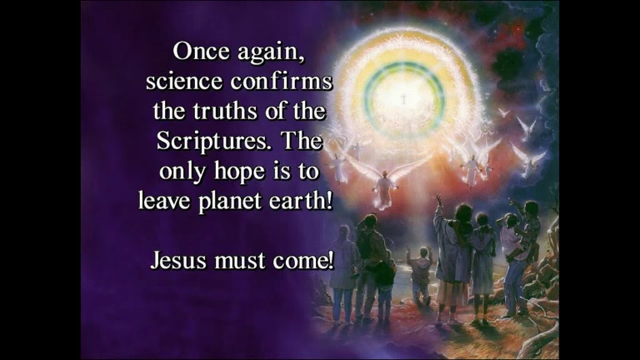 Once again,
science confirms
the truths of the
Scriptures. The
only hope is to
leave planet earth!
Jesus must come!